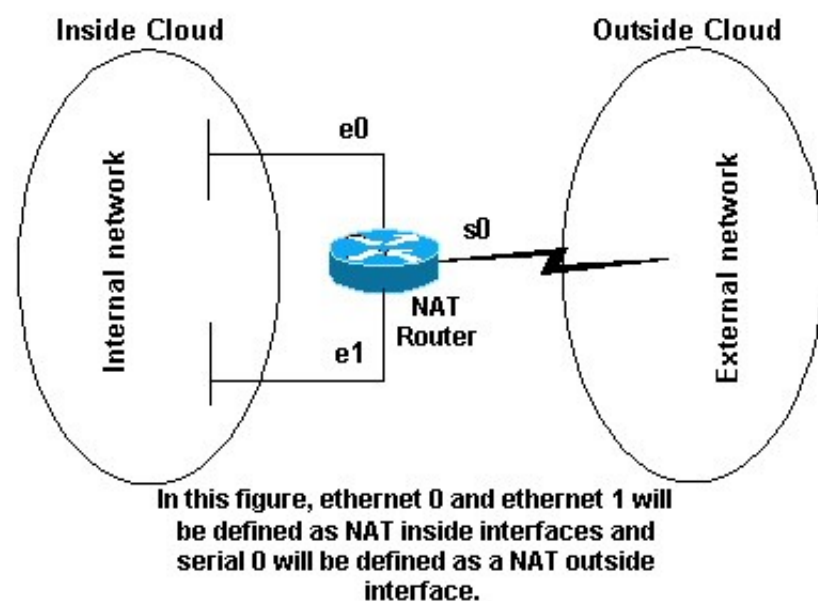 Inside Cloud
Outside Cloud
e0
Internal network
s0
External network
NAT
Router
e1
In this figure, ethernet 0 and ethernet 1 will
be defined as NAT inside interfaces and
serial 0 will be defined as a NAT outside
interface.